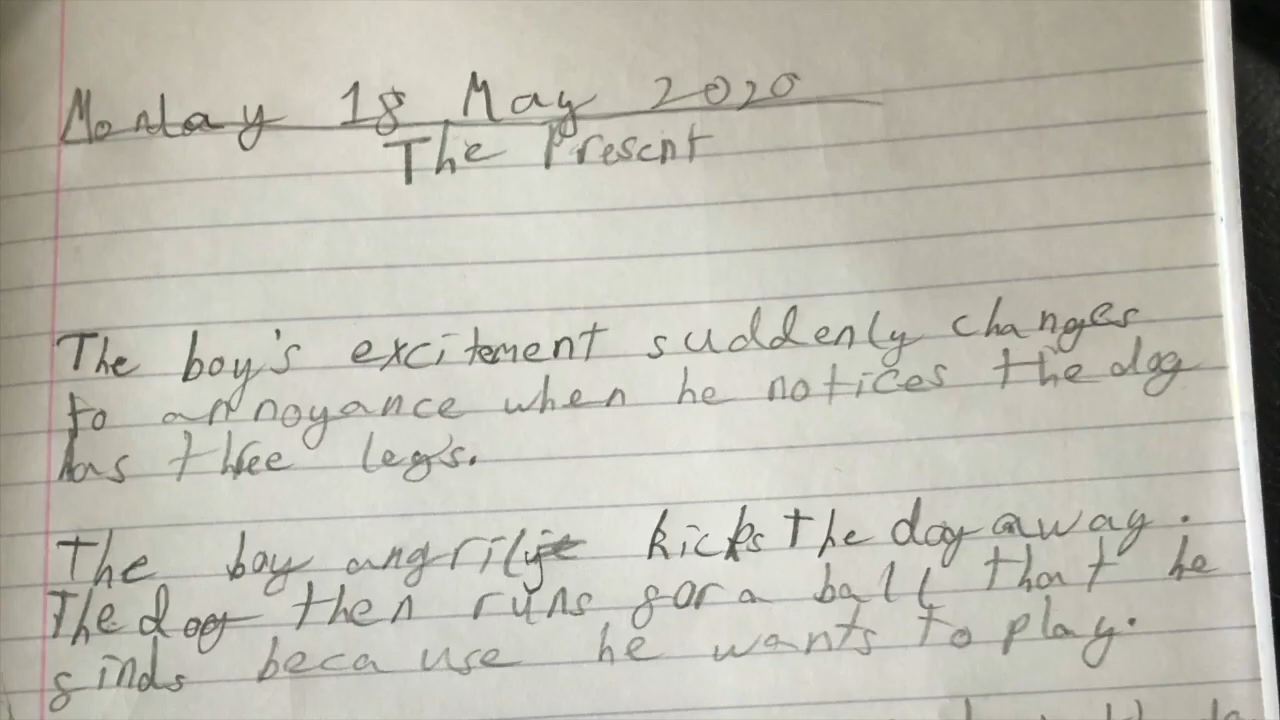 Monday 18 May 2020
The Present
The boy's excitement suddenly changes
to annoyance when he notices the dog
has three legs.
The boy angrily kicks the dog away.
The dog then runs for a ball that he
finds because he wants to play.